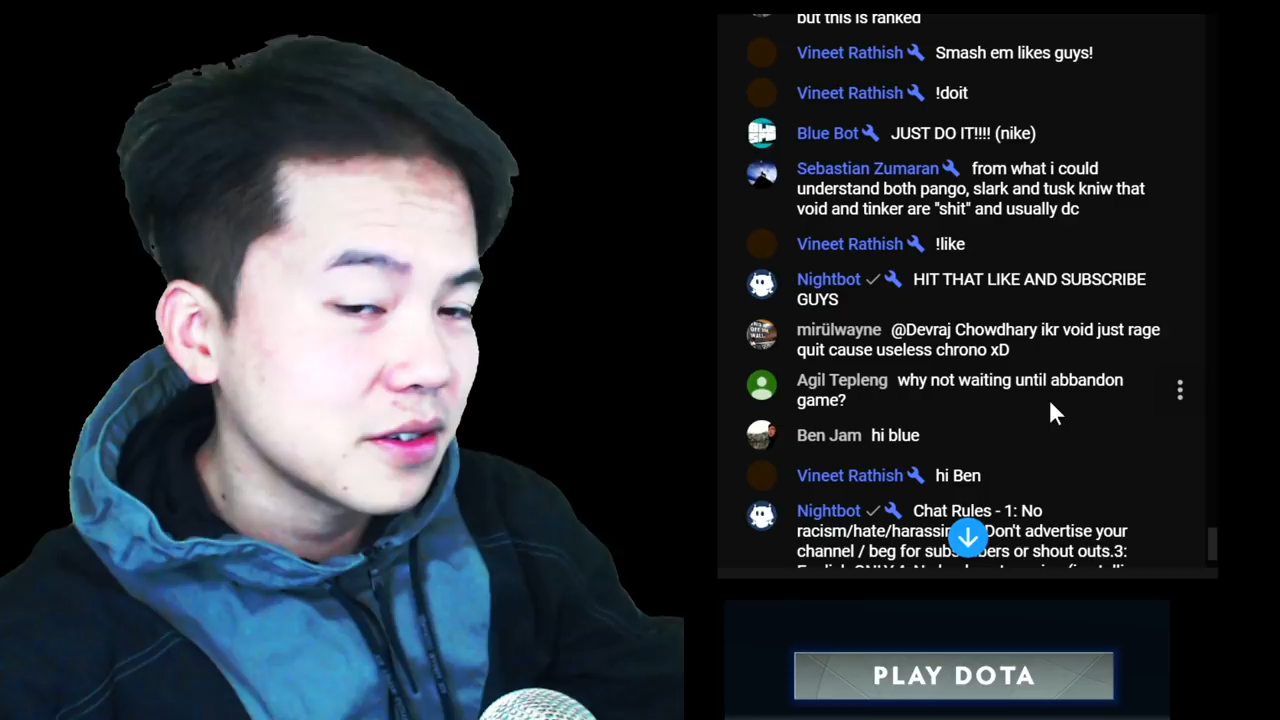 but this is ranked
Vineet Rathish Smash em likes guys!
Vineet Rathish !doit
Blue Bot JUST DO IT!!!! (nike)
Sebastian Zumaran from what i could
understand both pango, slark and tusk kniw that
void and tinker are "shit" and usually dc
Vineet Rathish !like
Nightbot HIT THAT LIKE AND SUBSCRIBE
GUYS
mirülwayne @Devraj Chowdhary ikr void just rage
quit cause useless chrono xD
Agil Tepleng why not waiting until abbandon
game?
Ben Jam hi blue
Vineet Rathish hi Ben
Nightbot Chat Rules - 1: No
Don't advertise your
channel / beg for or shout outs.3:
PLAY DOTA